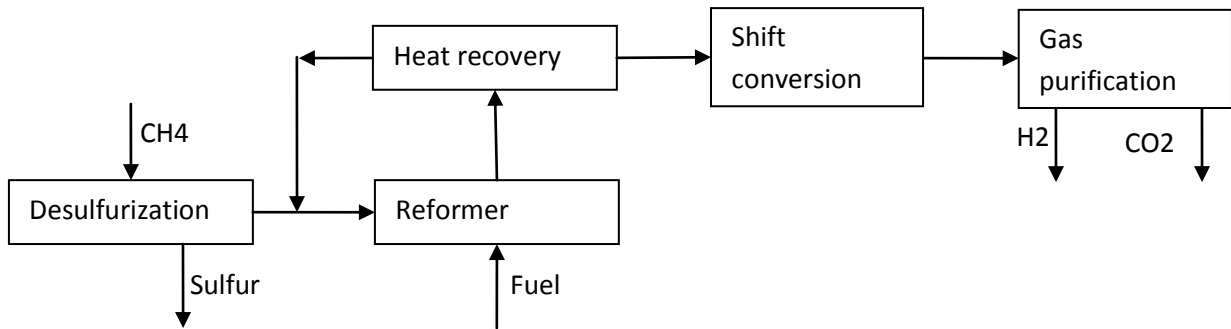 Heat recovery
Shift
conversion
Gas
purification
CH4
H2
CO2
Desulfurization
Reformer
Sulfur
Fuel